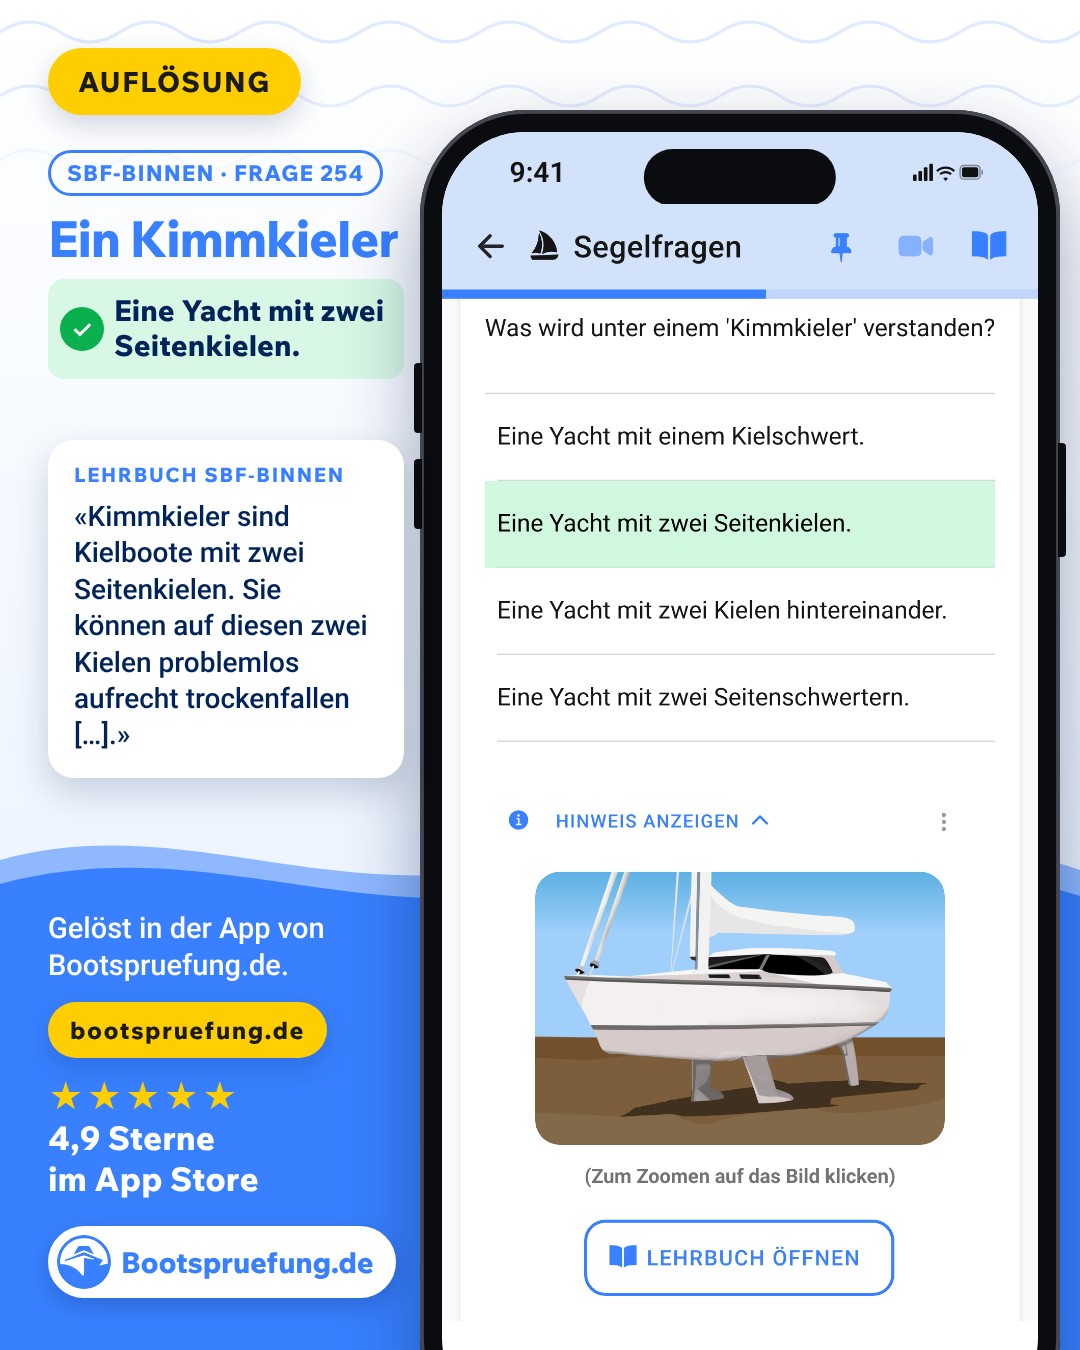 AUFLÖSUNG
SBF-BINNEN · FRAGE 254
Ein Kimmkieler
Eine Yacht mit zwei
Seitenkielen.
LEHRBUCH SBF-BINNEN
«Kimmkieler sind
Kielboote mit zwei
Seitenkielen. Sie
können auf diesen zwei
Kielen problemlos
aufrecht trockenfallen
[...].»
Gelöst in der App von
Bootspruefung.de.
bootspruefung.de
★★★★★
4,9 Sterne
im App Store
Bootspruefung.de
9:41
Segelfragen
Was wird unter einem 'Kimmkieler' verstanden?
Eine Yacht mit einem Kielschwert.
Eine Yacht mit zwei Seitenkielen.
Eine Yacht mit zwei Kielen hintereinander.
Eine Yacht mit zwei Seitenschwertern.
HINWEIS ANZEIGEN
(Zum Zoomen auf das Bild klicken)
LEHRBUCH ÖFFNEN